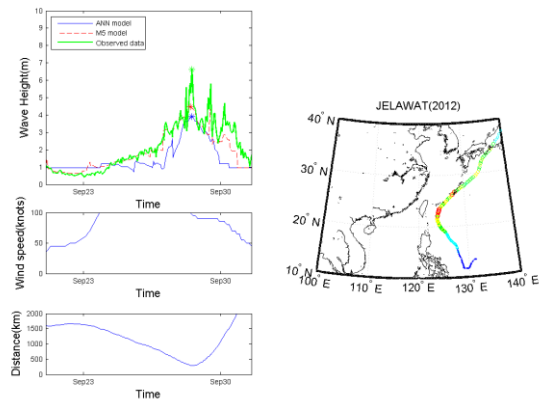 ANN model
M5 model
Observed data
Wave Height(m)
10
9
8
7
6
5
4
3
2
1
0
Sep23
Sep30
Time
Wind speed(knots)
100
50
0
Sep23
Sep30
Time
Distance(km)
2000
1500
1000
500
0
Sep23
Sep30
Time
JELAWAT(2012)
40° N
30° N
20° N
10° N
100° E
110° E
120° E
130° E
140° E